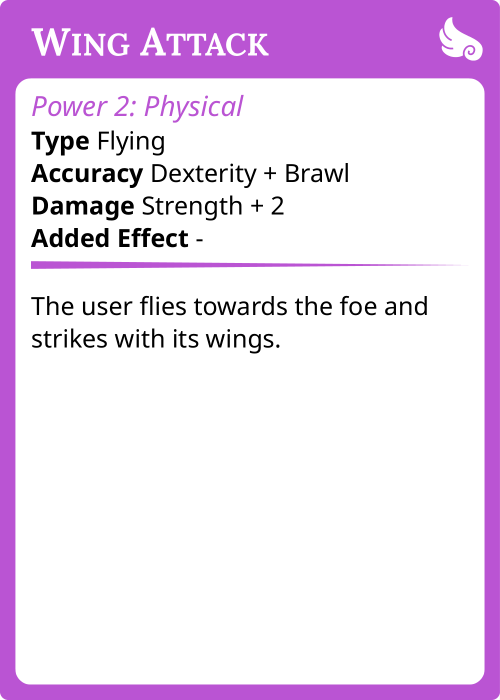 Wing Attack
Power 2: Physical
Type Flying
Accuracy Dexterity + Brawl
Damage Strength + 2
Added Effect -
The user flies towards the foe and
strikes with its wings.